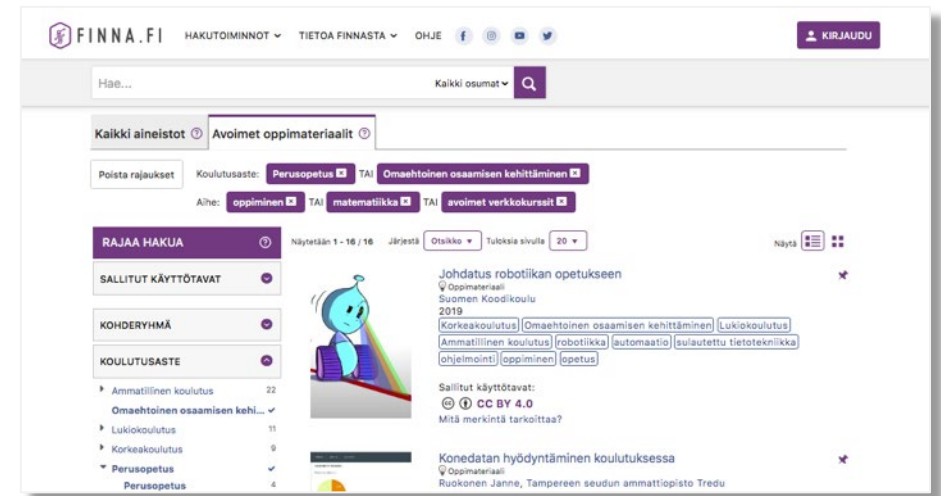 FINNA.FI HAKUTOIMINNOT TIETOA FINNASTA OHJE KIRJAUDU
Hae... Kaikki osumat
Kaikki aineistot Avoimet oppimateriaalit
Poista rajaukset Koulutusaste: Perusopetus TAI Omaehtoinen osaamisen kehittäminen
Aihe: oppiminen TAI matematiikka TAI avoimet verkkokurssit
RAJAA HAKUA
Näytetään 1 - 16 / 16 Järjestä Otsikko Tuloksia sivulla 20 Näytä
SALLITUT KÄYTTÖTAVAT
KOHDERYHMÄ
KOULUTUSASTE
Ammatillinen koulutus 22
Omaehtoinen osaamisen kehi...
Lukiokoulutus 11
Korkeakoulutus 9
Perusopetus
Perusopetus 4
Johdatus robotiikan opetukseen
Oppimateriaali
Suomen Koodikoulu
2019
Korkeakoulutus Omaehtoinen osaamisen kehittäminen Lukiokoulutus
Ammatillinen koulutus robotiikka automaatio sulautettu tietotekniikka
ohjelmointi oppiminen opetus
Sallitut käyttötavat:
CC BY 4.0
Mitä merkintä tarkoittaa?
Konedatan hyödyntäminen koulutuksessa
Oppimateriaali
Ruokonen Janne, Tampereen seudun ammattiopisto Tredu